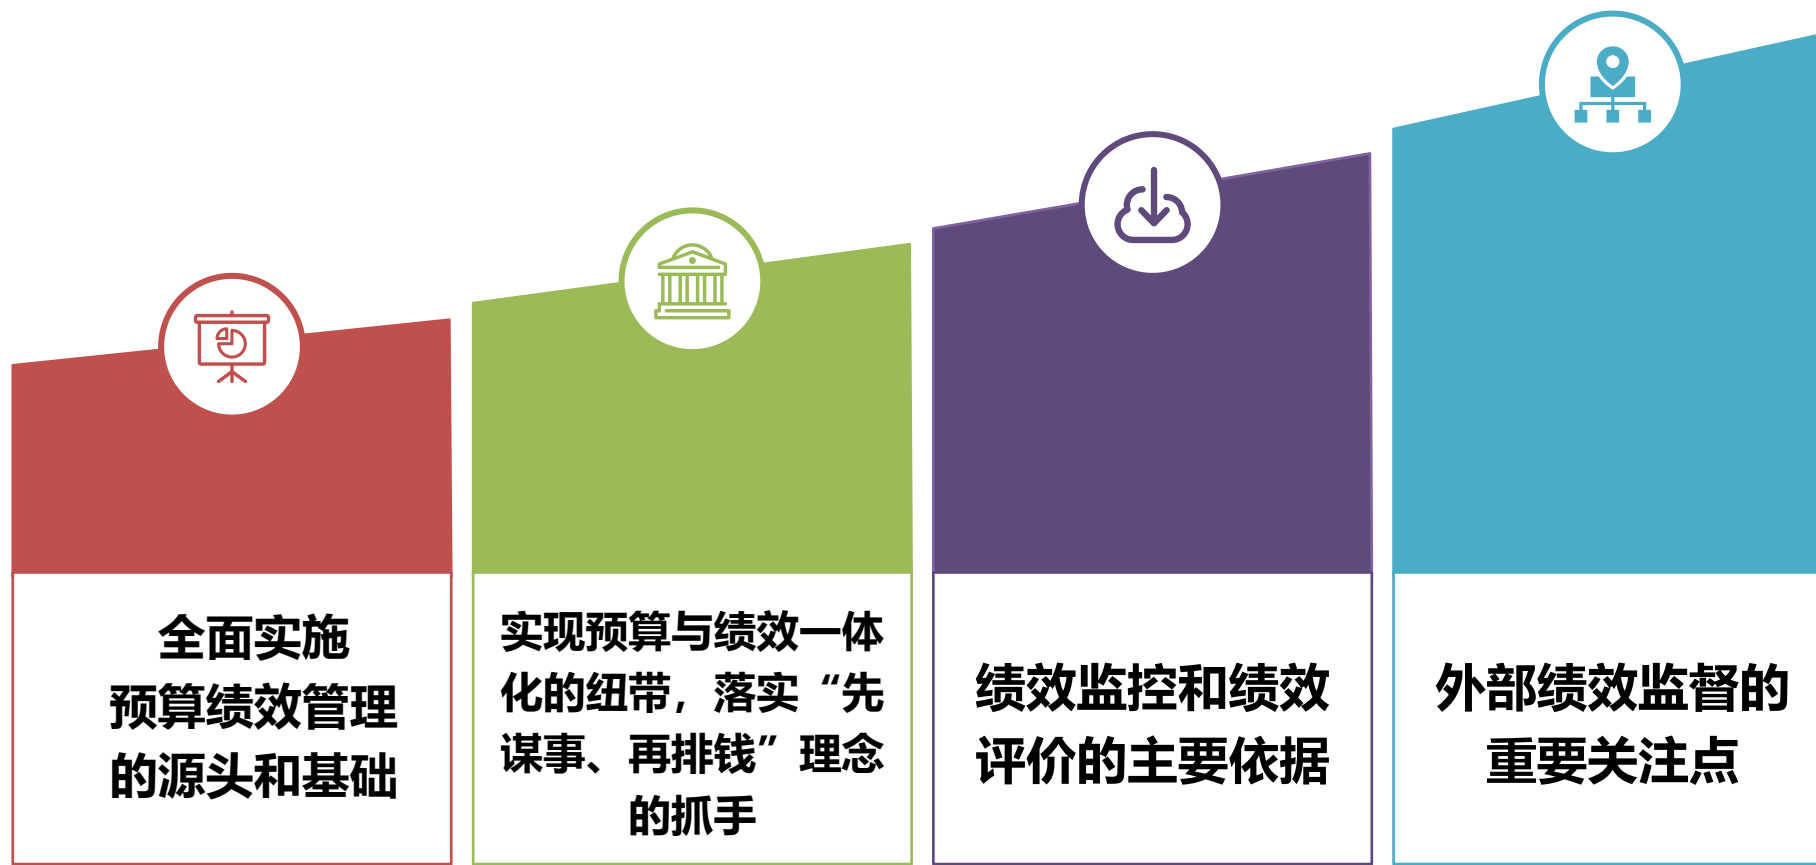 全面实施
预算绩效管理
的源头和基础
实现预算与绩效一体
化的纽带，落实“先
谋事、再排钱”理念
的抓手
绩效监控和绩效
评价的主要依据
外部绩效监督的
重要关注点